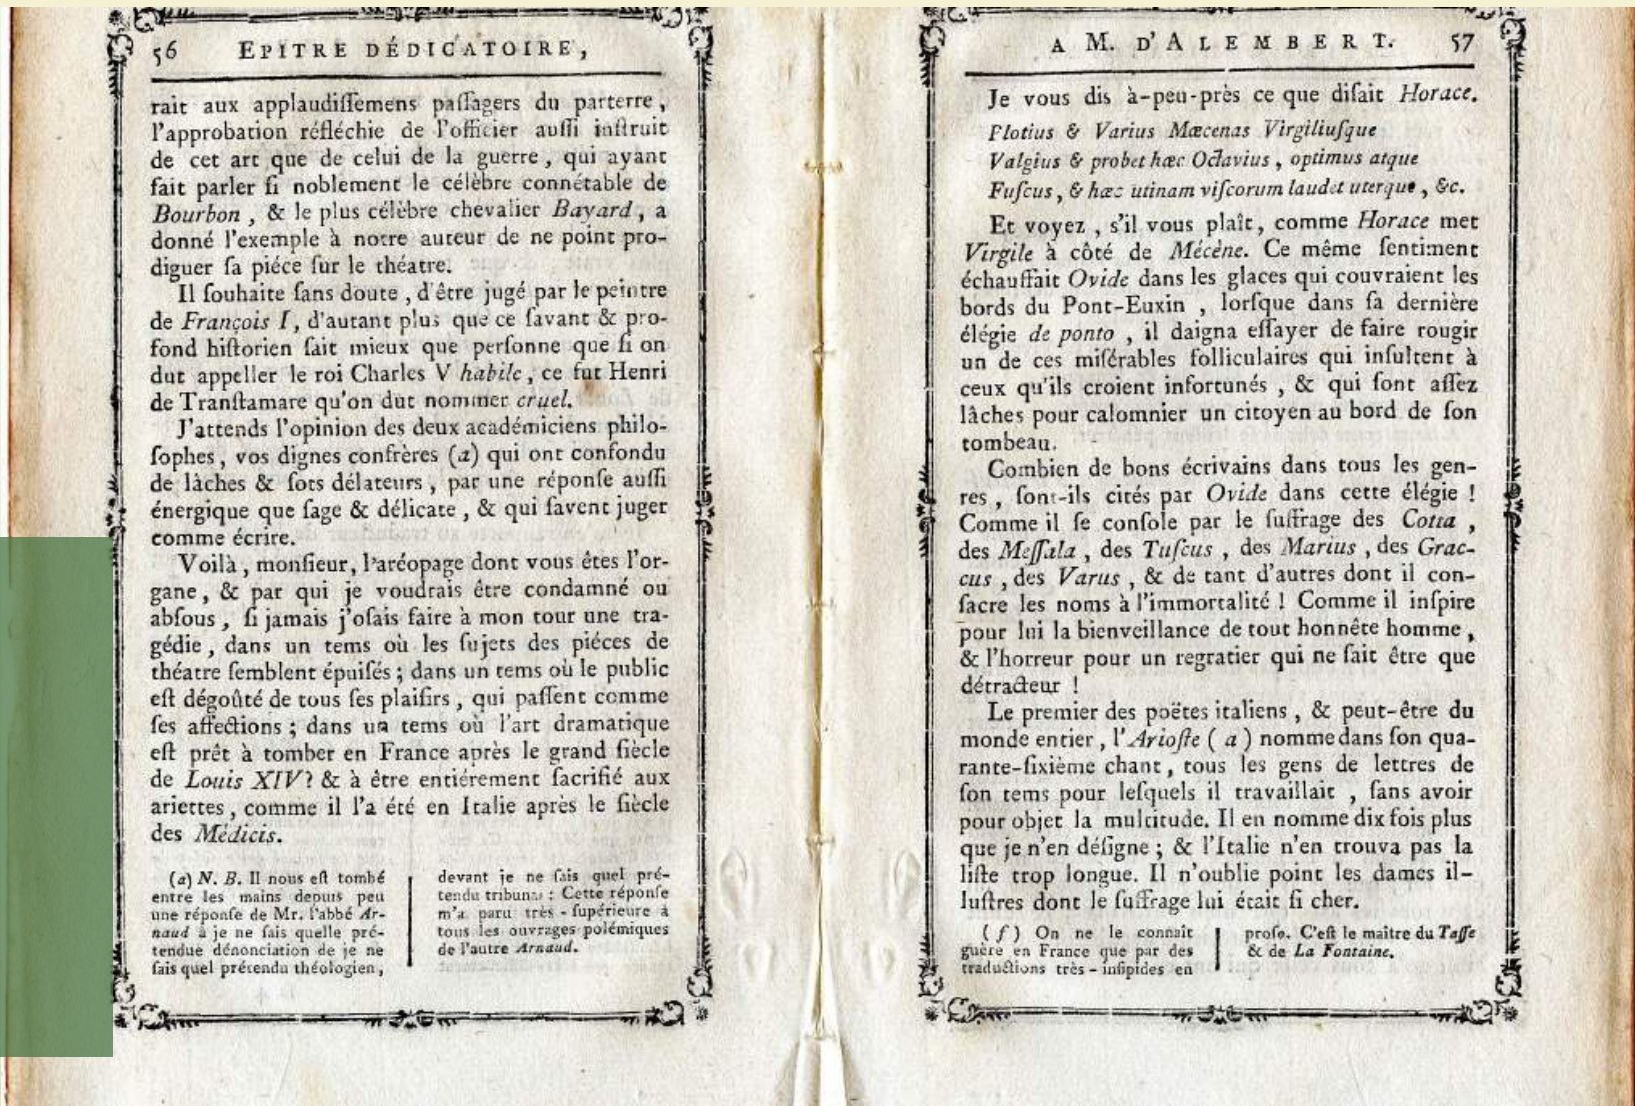 56 EPITRE DÉDICATOIRE,
rait aux applaudiſſemens paſſagers du parterre,
l'approbation réfléchie de l'officier auſſi inſtruit
de cet art que de celui de la guerre, qui ayant
fait parler ſi noblement le célèbre connétable de
Bourbon, & le plus célèbre chevalier Bayard, a
donné l'exemple à notre auteur de ne point pro-
diguer ſa piéce ſur le théatre.
Il ſouhaite ſans doute, d'être jugé par le peintre
de François I, d'autant plus que ce ſavant & pro-
fond hiſtorien ſait mieux que perſonne que ſi on
dut appeller le roi Charles V habile, ce fut Henri
de Tranſtamare qu'on dut nommer cruel.
J'attends l'opinion des deux académiciens philo-
ſophes, vos dignes confrères (a) qui ont confondu
de lâches & ſots délateurs, par une réponſe auſſi
énergique que ſage & délicate, & qui ſavent juger
comme écrire.
Voilà, monſieur, l'aréopage dont vous êtes l'or-
gane, & par qui je voudrais être condamné ou
abſous, ſi jamais j'oſais faire à mon tour une tra-
gédie, dans un tems où les ſujets des piéces de
théatre ſemblent épuiſés; dans un tems où le public
eſt dégoûté de tous ſes plaiſirs, qui paſſent comme
ſes affections; dans un tems où l'art dramatique
eſt prêt à tomber en France après le grand ſiècle
de Louis XIV? & à être entiérement ſacrifié aux
ariettes, comme il l'a été en Italie après le ſiècle
des Médicis.
(a) N. B. Il nous eſt tombé
entre les mains depuis peu
une réponſe de Mr. l'abbé Ar-
naud à je ne ſais quelle pré-
tendue dénonciation de je ne
ſais quel prétendu théologien,
devant je ne ſais quel pré-
tendu tribunal: Cette réponſe
m'a paru très-ſupérieure à
tous les ouvrages polémiques
de l'autre Arnaud.
A M. D'ALEMBERT. 57
Je vous dis à-peu-près ce que diſait Horace.
Plotius & Varius Mæcenas Virgiliuſque
Valgius & probet hæc Octavius, optimus atque
Fuſcus, & hæc utinam viſcorum laudet uterque, &c.
Et voyez, s'il vous plaît, comme Horace met
Virgile à côté de Mécène. Ce même ſentiment
échauffait Ovide dans les glaces qui couvraient les
bords du Pont-Euxin, lorſque dans ſa dernière
élégie de ponto, il daigna eſſayer de faire rougir
un de ces miſérables folliculaires qui inſultent à
ceux qu'ils croient infortunés, & qui ſont aſſez
lâches pour calomnier un citoyen au bord de ſon
tombeau.
Combien de bons écrivains dans tous les gen-
res, ſont-ils cités par Ovide dans cette élégie!
Comme il ſe conſole par le ſuffrage des Cotta,
des Meſſala, des Tuſcus, des Marius, des Grac-
cus, des Varus, & de tant d'autres dont il con-
ſacre les noms à l'immortalité! Comme il inſpire
pour lui la bienveillance de tout honnête homme,
& l'horreur pour un regratier qui ne ſait être que
détracteur!
Le premier des poëtes italiens, & peut-être du
monde entier, l'Arioſte (a) nomme dans ſon qua-
rante-ſixième chant, tous les gens de lettres de
ſon tems pour leſquels il travaillait, ſans avoir
pour objet la multitude. Il en nomme dix fois plus
que je n'en déſigne; & l'Italie n'en trouva pas la
liſte trop longue. Il n'oublie point les dames il-
luſtres dont le ſuffrage lui était ſi cher.
(f) On ne le connaît
guère en France que par des
traductions très-inſipides en
proſe. C'eſt le maître du Taſſe
& de La Fontaine.